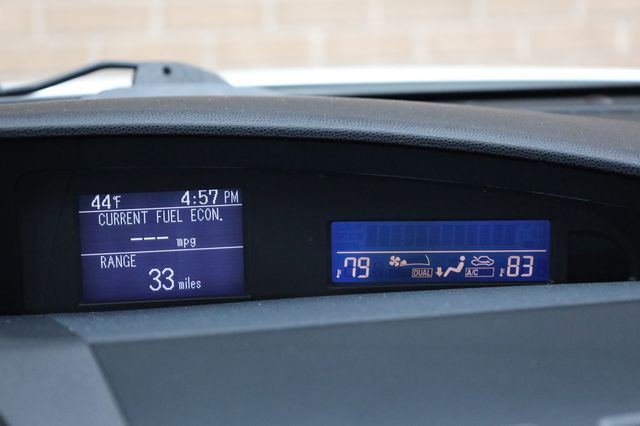 44°F 4:57 PM
CURRENT FUEL ECON.
--- mpg
RANGE
33 miles
79 DUAL A/C 83